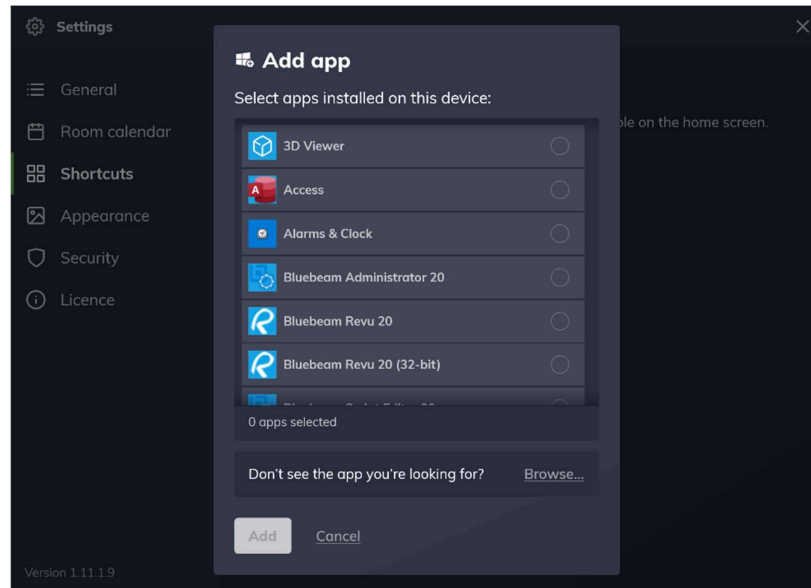 Settings
General
Room calendar
Shortcuts
Appearance
Security
Licence
Version 1.11.1.9
Add app
Select apps installed on this device:
3D Viewer
A Access
Alarms & Clock
Bluebeam Administrator 20
Bluebeam Revu 20
Bluebeam Revu 20 (32-bit)
0 apps selected
Don't see the app you're looking for? Browse...
Add Cancel
on the home screen.